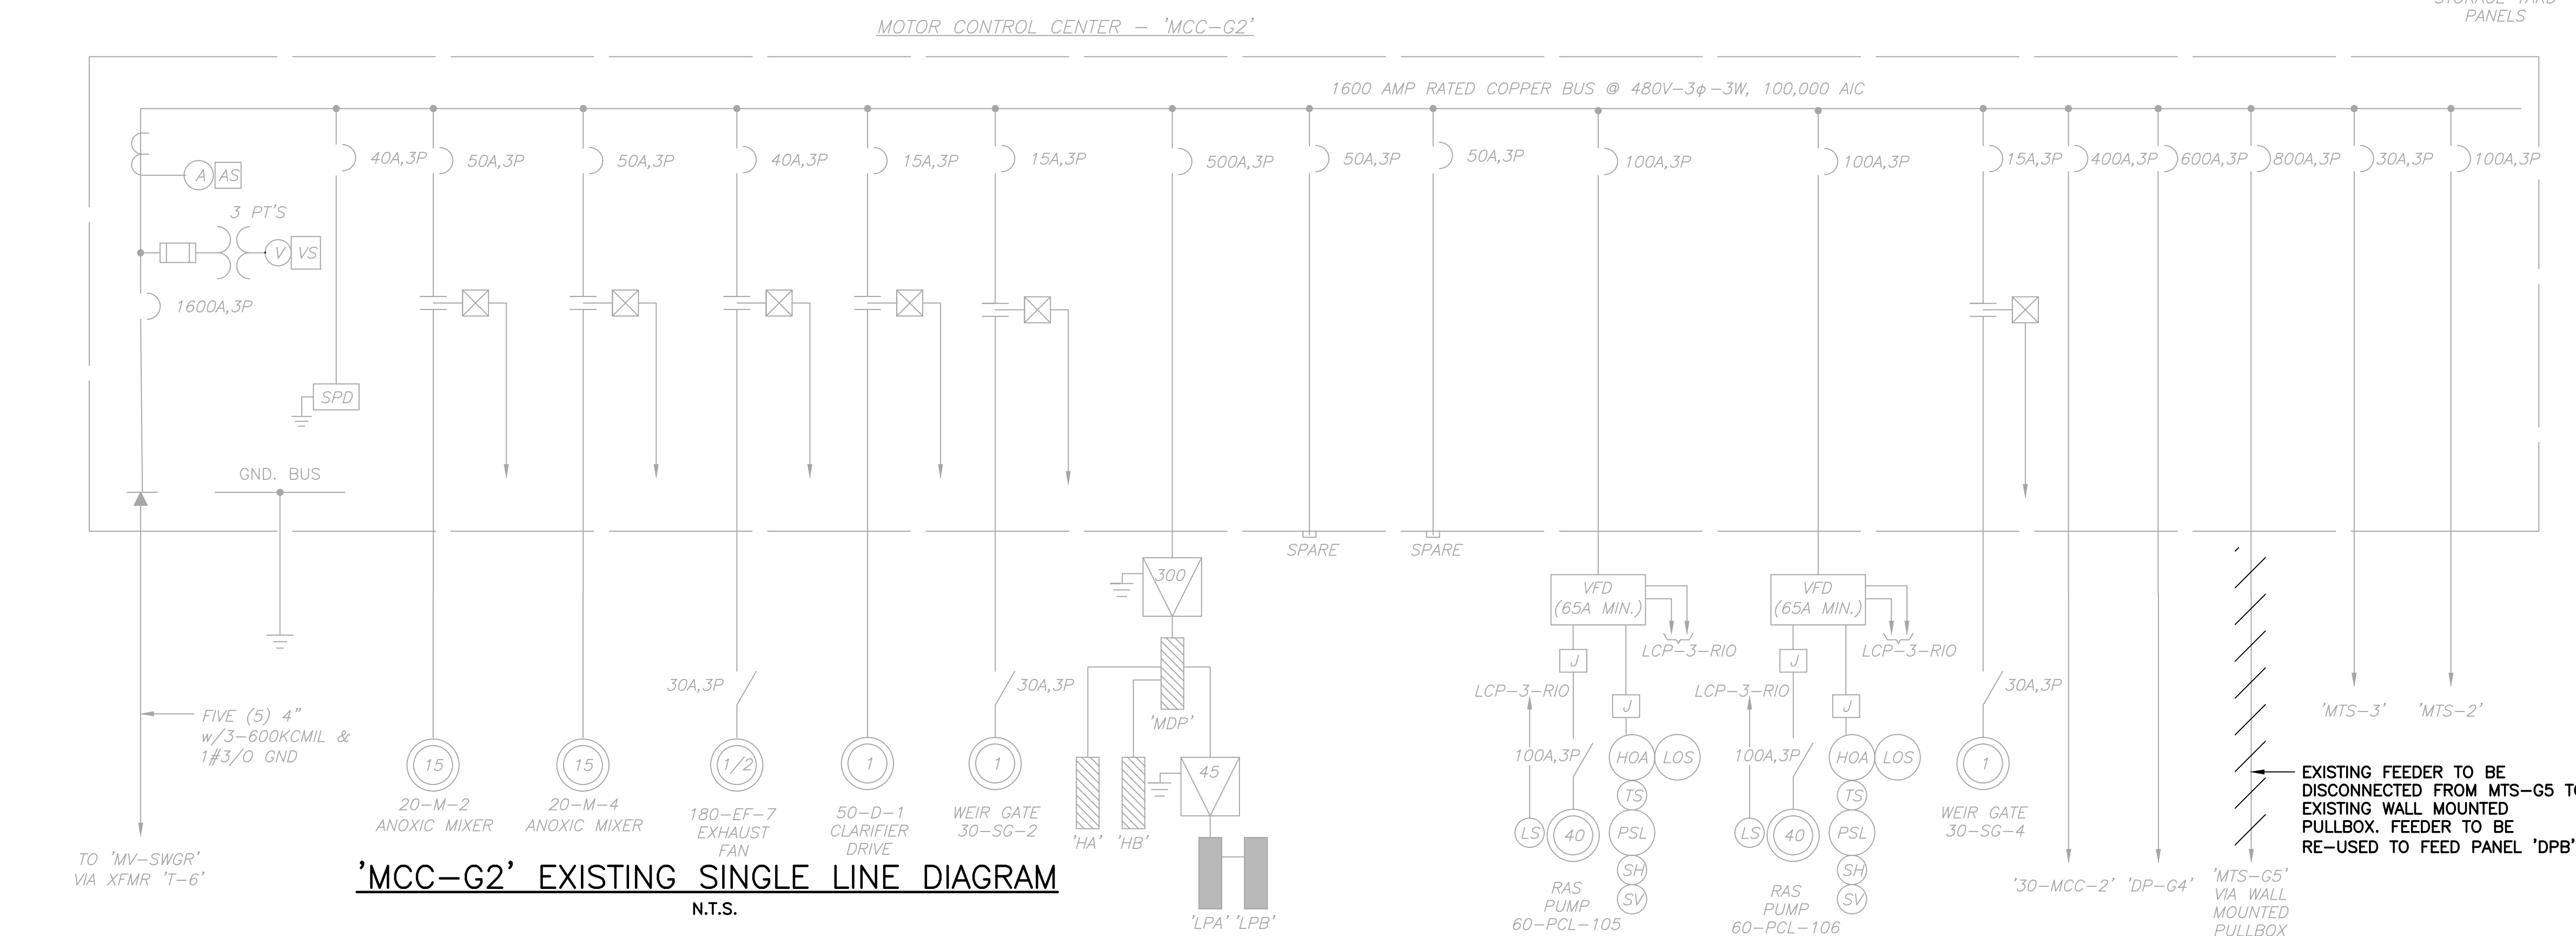 STORAGE YARD
PANELS
MOTOR CONTROL CENTER - 'MCC-G2'
1600 AMP RATED COPPER BUS @ 480V-3ϕ-3W, 100,000 AIC
40A,3P
50A,3P
50A,3P
40A,3P
15A,3P
15A,3P
500A,3P
50A,3P
50A,3P
100A,3P
100A,3P
15A,3P
400A,3P
600A,3P
800A,3P
30A,3P
100A,3P
A
AS
3 PT'S
V
VS
1600A,3P
SPD
GND. BUS
FIVE (5) 4"
w/3-600KCMIL &
1#3/O GND
TO 'MV-SWGR'
VIA XFMR 'T-6'
15
20-M-2
ANOXIC MIXER
15
20-M-4
ANOXIC MIXER
30A,3P
1/2
180-EF-7
EXHAUST
FAN
1
50-D-1
CLARIFIER
DRIVE
30A,3P
1
WEIR GATE
30-SG-2
300
'MDP'
45
'HA'
'HB'
'LPA'
'LPB'
SPARE
SPARE
VFD
(65A MIN.)
LCP-3-RIO
J
J
LCP-3-RIO
100A,3P
HOA
LOS
TS
LS
40
PSL
SH
SV
RAS
PUMP
60-PCL-105
VFD
(65A MIN.)
LCP-3-RIO
J
J
LCP-3-RIO
100A,3P
HOA
LOS
TS
LS
40
PSL
SH
SV
RAS
PUMP
60-PCL-106
30A,3P
1
WEIR GATE
30-SG-4
'30-MCC-2'
'DP-G4'
'MTS-G5'
VIA WALL
MOUNTED
PULLBOX
'MTS-3'
'MTS-2'
EXISTING FEEDER TO BE
DISCONNECTED FROM MTS-G5 TO
EXISTING WALL MOUNTED
PULLBOX. FEEDER TO BE
RE-USED TO FEED PANEL 'DPB'
'MCC-G2' EXISTING SINGLE LINE DIAGRAM
N.T.S.